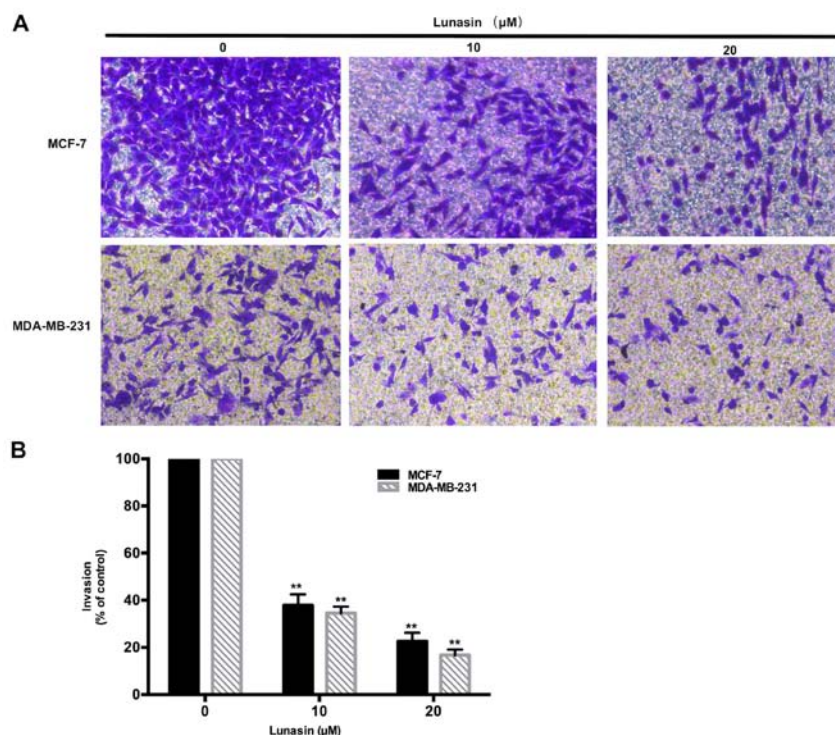 A
Lunasin (μM)
0 10 20
MCF-7
MDA-MB-231
B
100
80
60
40
20
0
Invasion
(% of control)
MCF-7
MDA-MB-231
** **
** **
0 10 20
Lunasin (μM)